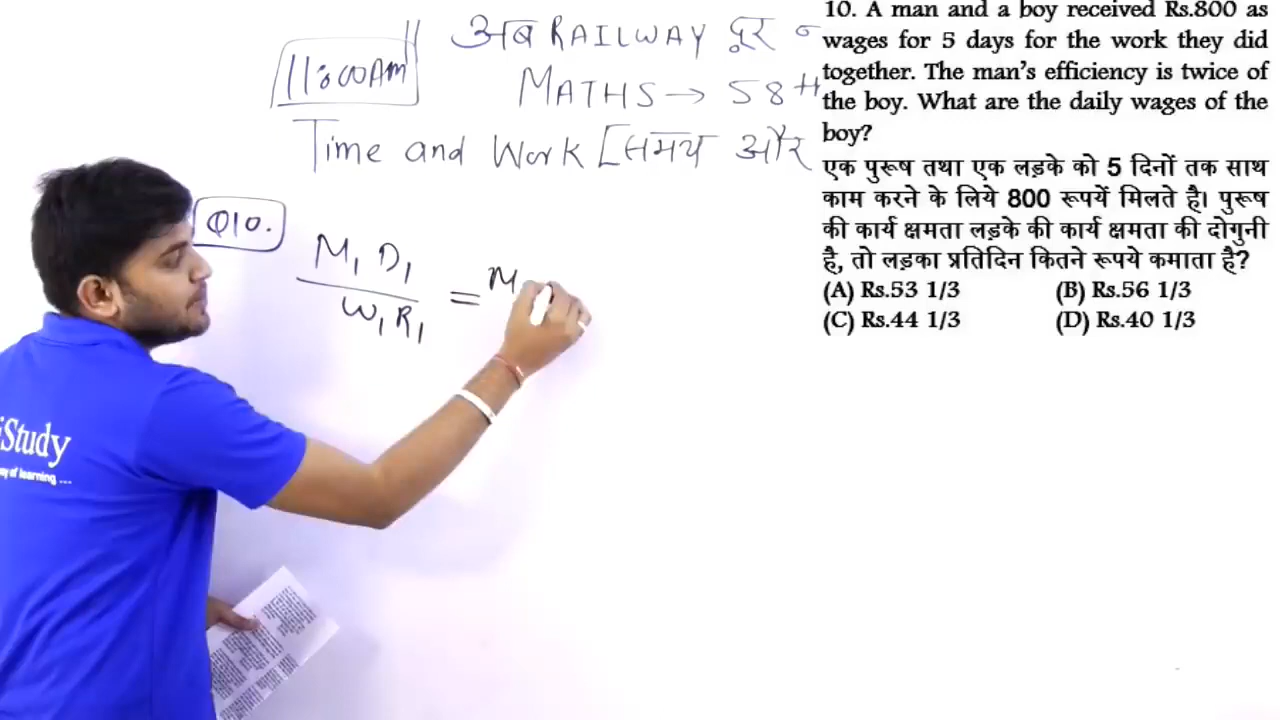 अब RAILWAY दूर न
11:00AM
MATHS → 58th
Time and Work [समय और
Q10.
M₁ D₁
W₁ R₁
= M
iStudy
way of learning ...
10. A man and a boy received Rs.800 as
wages for 5 days for the work they did
together. The man's efficiency is twice of
the boy. What are the daily wages of the
boy?
एक पुरूष तथा एक लड़के को 5 दिनों तक साथ
काम करने के लिये 800 रूपयें मिलते है। पुरूष
की कार्य क्षमता लड़के की कार्य क्षमता की दोगुनी
है, तो लड़का प्रतिदिन कितने रूपये कमाता है?
(A) Rs.53 1/3 (B) Rs.56 1/3
(C) Rs.44 1/3 (D) Rs.40 1/3